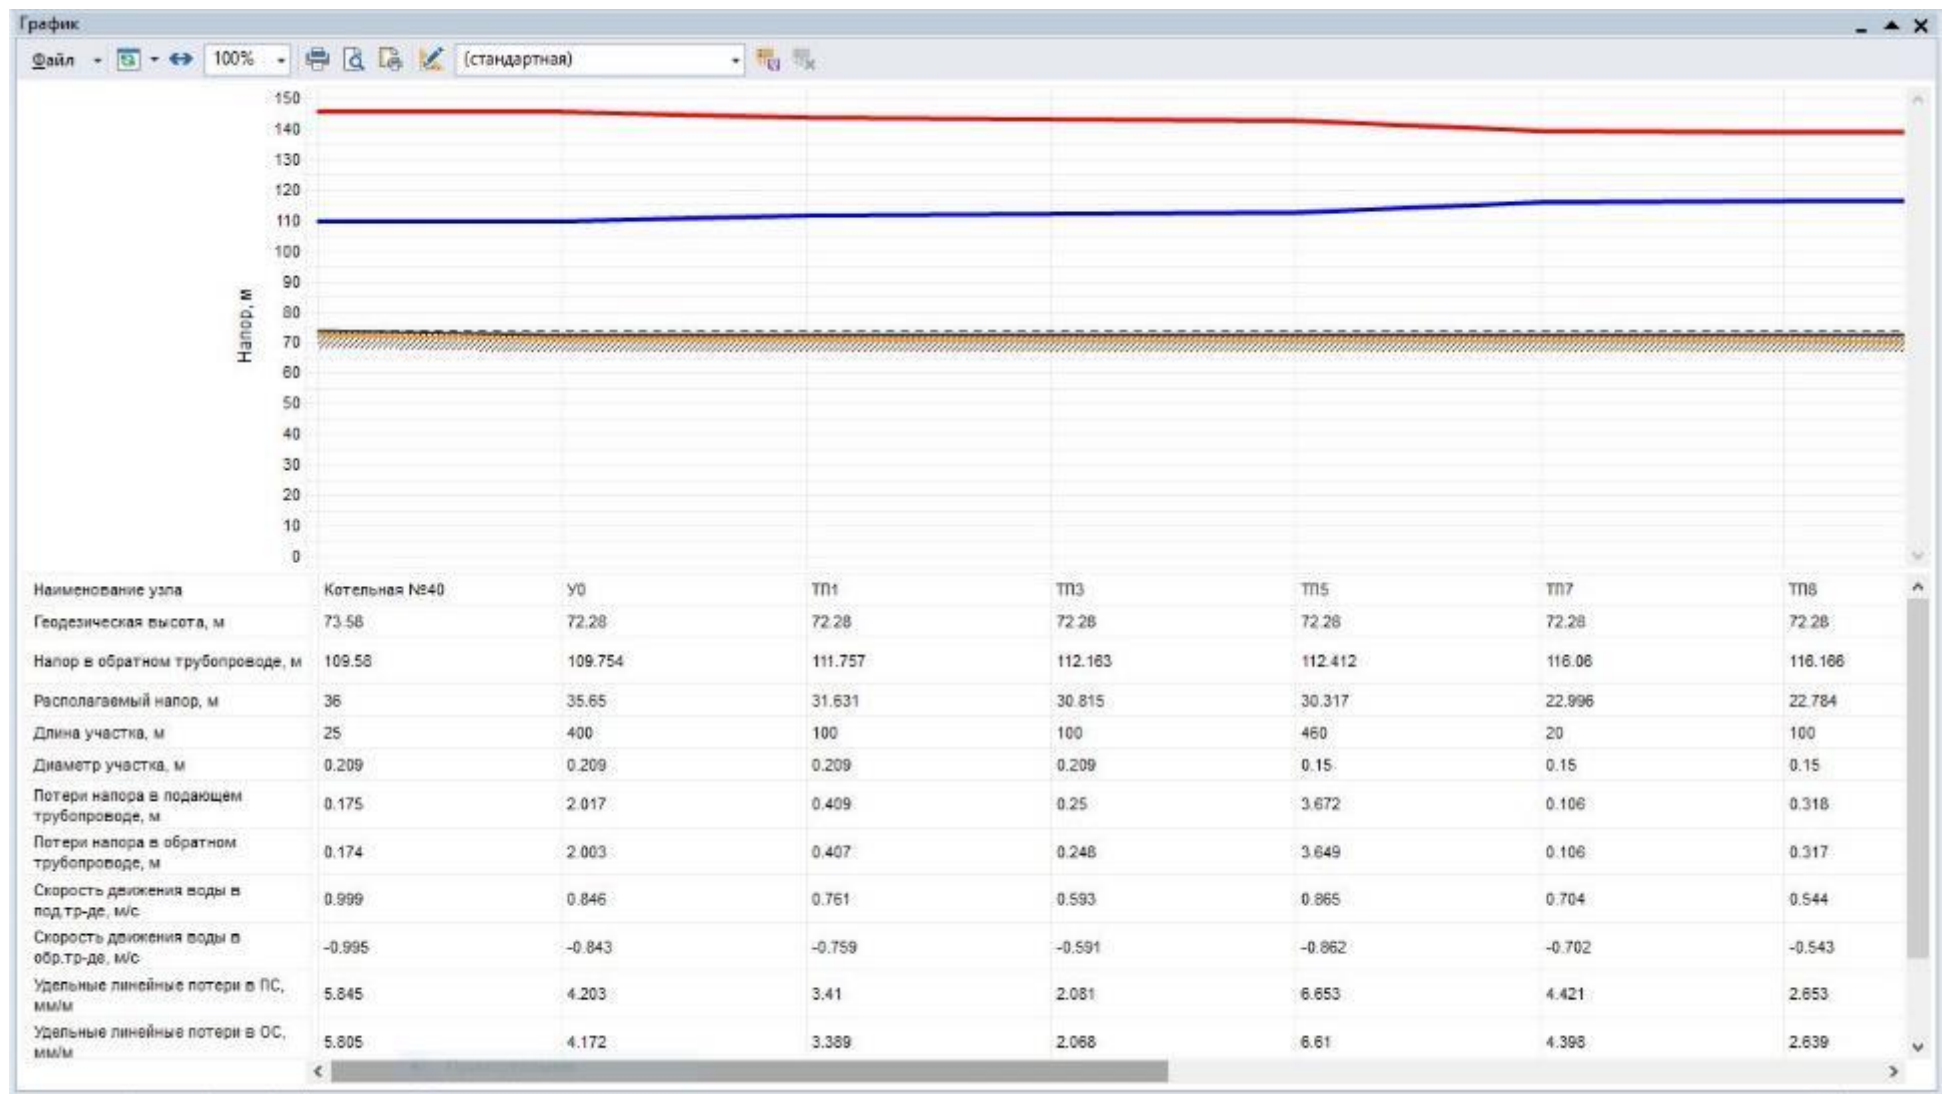 График
Файл 100% (стандартная)
150
140
130
120
110
100
90
80
70
60
50
40
30
20
10
0
Напор, м
Наименование узла Котельная №40 У0 ТП1 ТП3 ТП5 ТП7 ТП8
Геодезическая высота, м 73.58 72.28 72.28 72.28 72.28 72.28 72.28
Напор в обратном трубопроводе, м 109.58 109.754 111.757 112.163 112.412 116.06 116.166
Располагаемый напор, м 36 35.65 31.631 30.815 30.317 22.996 22.784
Длина участка, м 25 400 100 100 460 20 100
Диаметр участка, м 0.209 0.209 0.209 0.209 0.15 0.15 0.15
Потери напора в подающем
трубопроводе, м 0.175 2.017 0.409 0.25 3.672 0.106 0.318
Потери напора в обратном
трубопроводе, м 0.174 2.003 0.407 0.248 3.649 0.106 0.317
Скорость движения воды в
под.тр-де, м/с 0.999 0.846 0.761 0.593 0.865 0.704 0.544
Скорость движения воды в
обр.тр-де, м/с -0.995 -0.843 -0.759 -0.591 -0.862 -0.702 -0.543
Удельные линейные потери в ПС,
мм/м 5.845 4.203 3.41 2.081 6.653 4.421 2.653
Удельные линейные потери в ОС,
мм/м 5.805 4.172 3.389 2.068 6.61 4.398 2.639